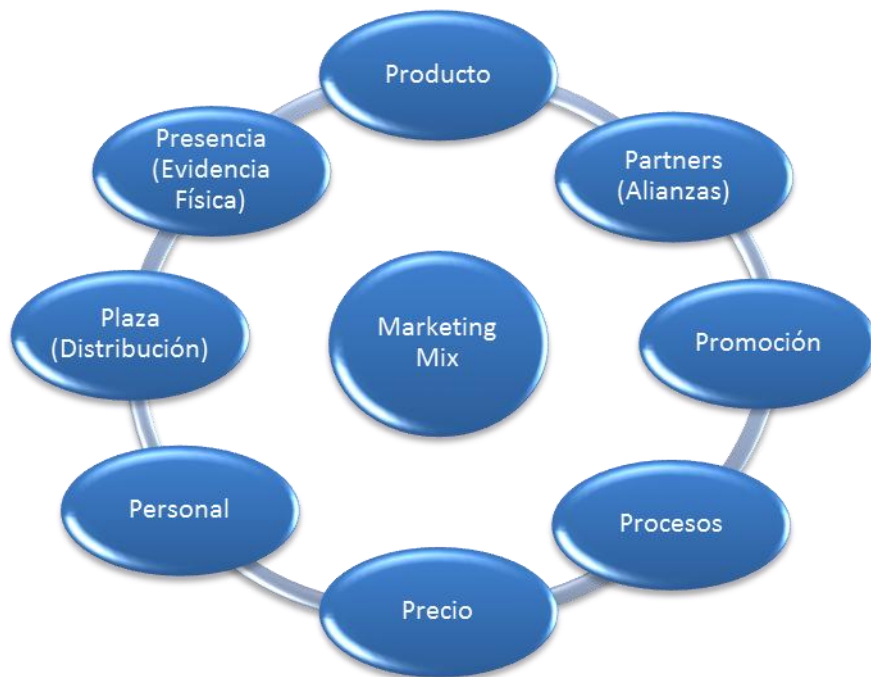 Producto
Presencia
(Evidencia
Física)
Partners
(Alianzas)
Plaza
(Distribución)
Marketing
Mix
Promoción
Personal
Procesos
Precio